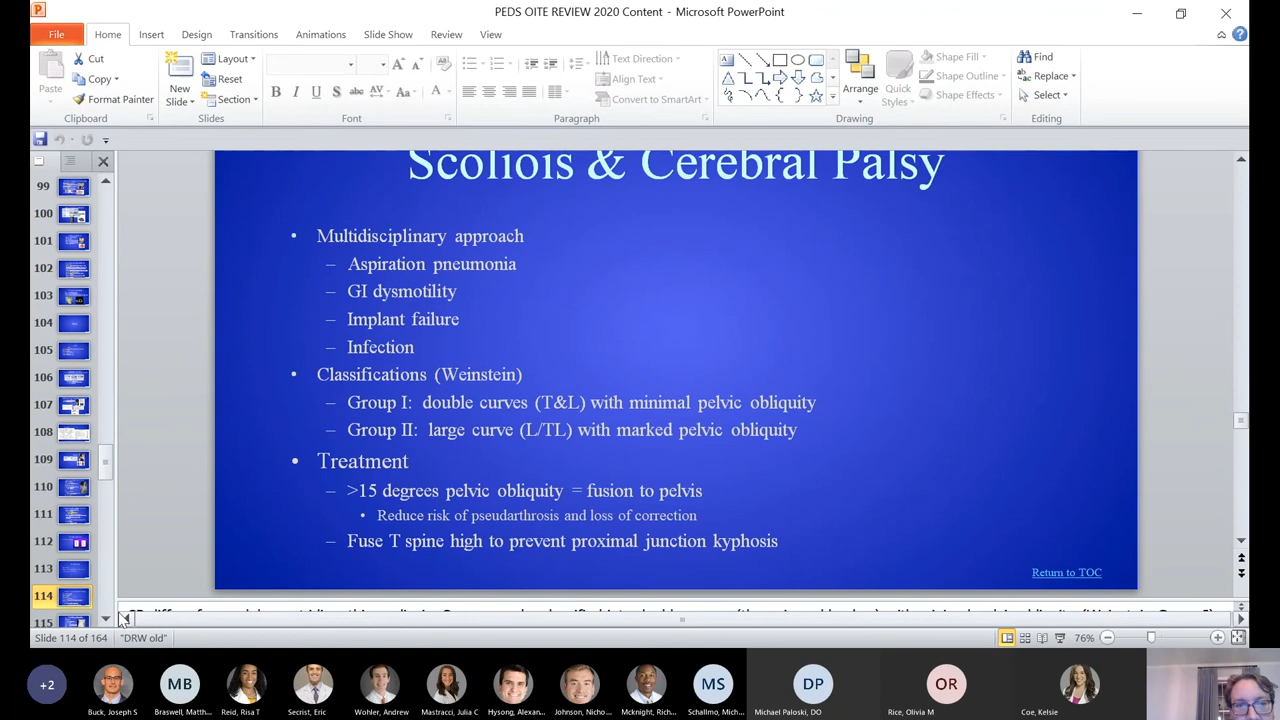 PEDS OITE REVIEW 2020 Content - Microsoft PowerPoint
File Home Insert Design Transitions Animations Slide Show Review View
Paste
Cut
Copy
Format Painter
Clipboard
New
Slide
Layout
Reset
Section
Slides
B I U S abc AV Aa A
Font
Text Direction
Align Text
Convert to SmartArt
Paragraph
Arrange
Quick
Styles
Shape Fill
Shape Outline
Shape Effects
Drawing
Find
Replace
Select
Editing
99
100
101
102
103
104
105
106
107
108
109
110
111
112
113
114
115
Scoliois & Cerebral Palsy
• Multidisciplinary approach
– Aspiration pneumonia
– GI dysmotility
– Implant failure
– Infection
• Classifications (Weinstein)
– Group I: double curves (T&L) with minimal pelvic obliquity
– Group II: large curve (L/TL) with marked pelvic obliquity
• Treatment
– >15 degrees pelvic obliquity = fusion to pelvis
• Reduce risk of pseudarthrosis and loss of correction
– Fuse T spine high to prevent proximal junction kyphosis
Return to TOC
Slide 114 of 164 "DRW old" 76%
+2 MB MS DP OR
Buck, Joseph S Braswell, Matth... Reid, Risa T Secrist, Eric Wohler, Andrew Mastracci, Julia C Hysong, Alexan... Johnson, Nicho... Mcknight, Rich... Schallmo, Mich... Michael Paloski, DO Rice, Olivia M Coe, Kelsie